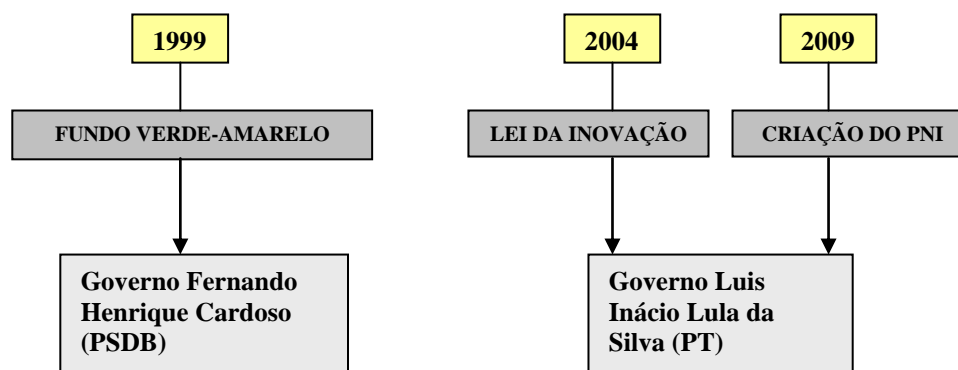 1999
2004
2009
FUNDO VERDE-AMARELO
LEI DA INOVAÇÃO
CRIAÇÃO DO PNI
Governo Fernando
Henrique Cardoso
(PSDB)
Governo Luis
Inácio Lula da
Silva (PT)